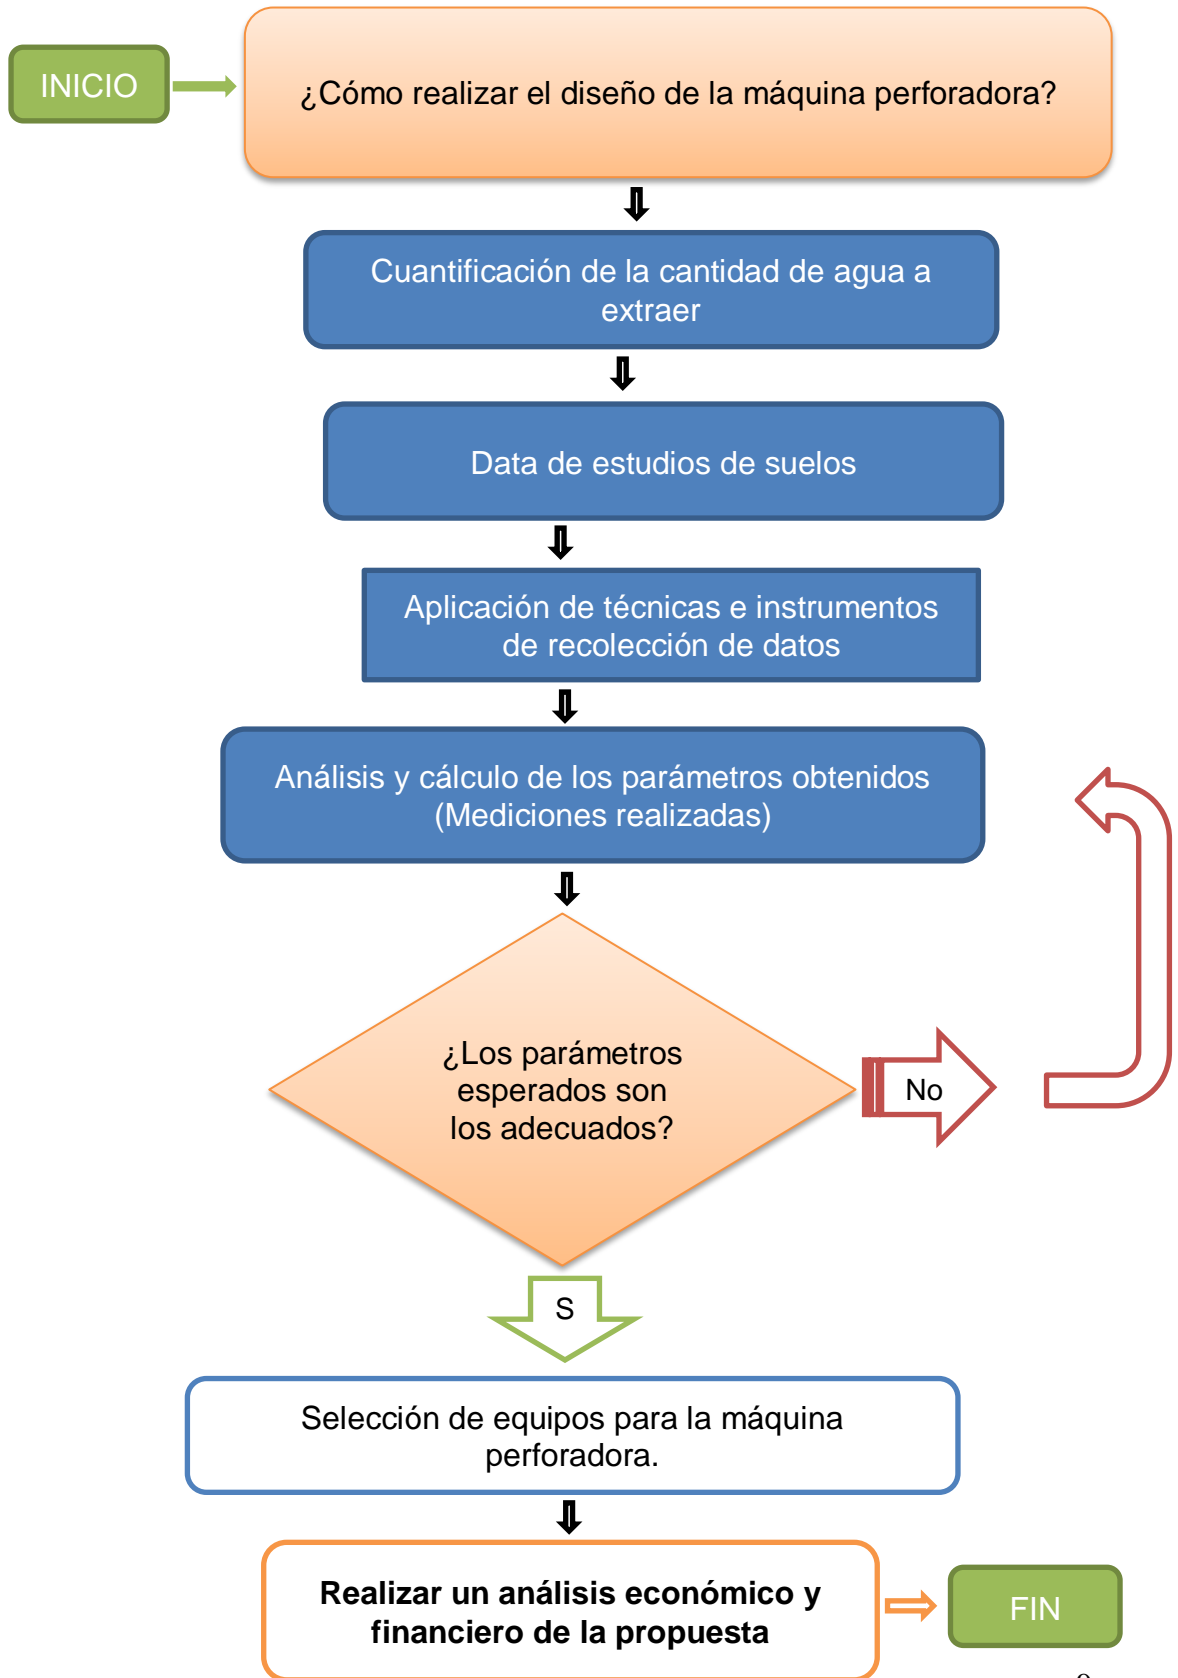 INICIO
¿Cómo realizar el diseño de la máquina perforadora?
Cuantificación de la cantidad de agua a
extraer
Data de estudios de suelos
Aplicación de técnicas e instrumentos
de recolección de datos
Análisis y cálculo de los parámetros obtenidos
(Mediciones realizadas)
¿Los parámetros
esperados son
los adecuados?
No
S
Selección de equipos para la máquina
perforadora.
Realizar un análisis económico y
financiero de la propuesta
FIN